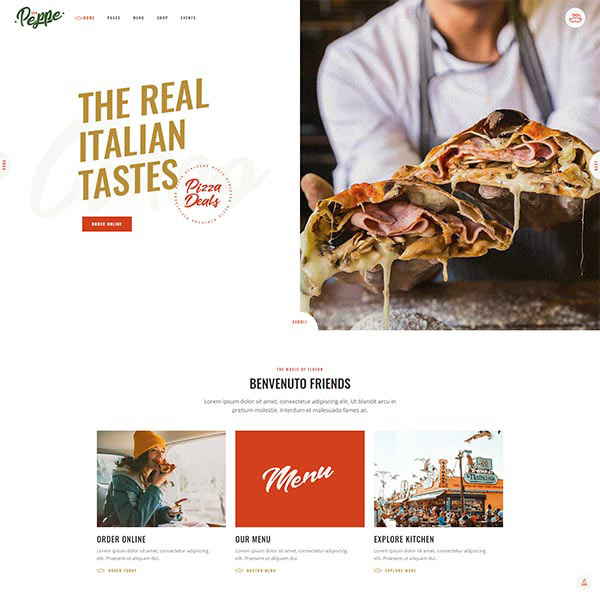 Peppe
HOME PAGES MENU SHOP EVENTS
THE REAL
ITALIAN
TASTES
Pizza
Deals
ORDER ONLINE
PREV
NEXT
SCROLL
THE MAGIC OF FLAVOR
BENVENUTO FRIENDS
Lorem ipsum dolor sit amet, consectetur adipiscing elit. Ut blandit arcu in
pretium molestie. Interdum et malesuada fames ac.
Menu
ORDER ONLINE
Lorem ipsum dolor sit amet, consectetur adipiscing
elit. Praesent ut aliquam dui.
ORDER TODAY
OUR MENU
Lorem ipsum dolor sit amet, consectetur adipiscing
elit. Praesent ut aliquam dui.
NOSTRO MENU
EXPLORE KITCHEN
Lorem ipsum dolor sit amet, consectetur adipiscing
elit. Praesent ut aliquam dui.
EXPLORE MORE